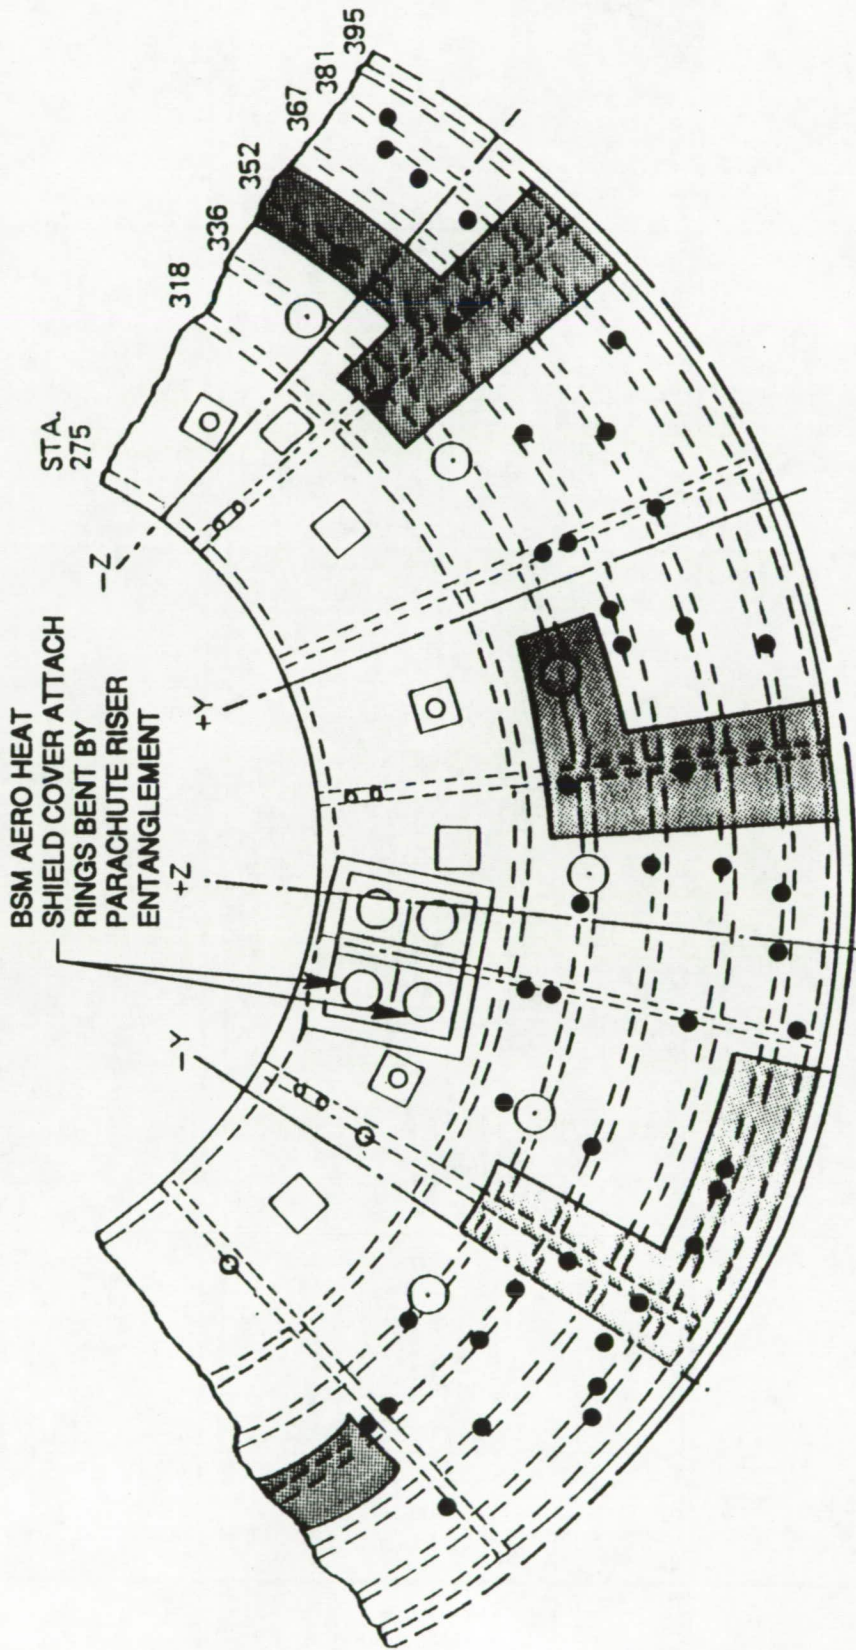 BSM AERO HEAT
SHIELD COVER ATTACH
RINGS BENT BY
PARACHUTE RISER
ENTANGLEMENT
STA.
275
318
336
352
367
381
395
-Z
+Y
+Z
-Y